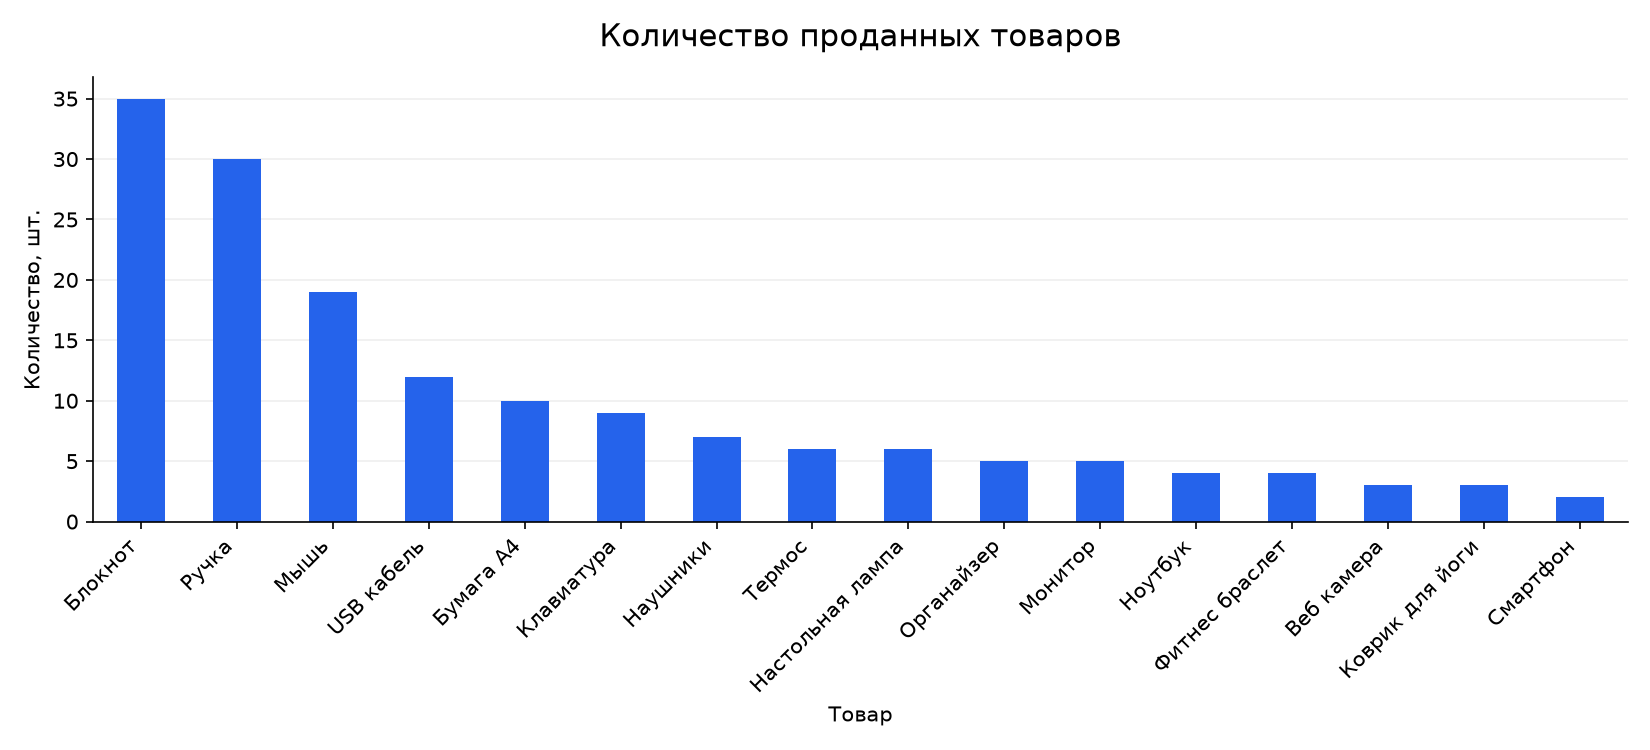 Количество проданных товаров
Количество, шт.
35
30
25
20
15
10
5
0
Блокнот
Ручка
Мышь
USB кабель
Бумага A4
Клавиатура
Наушники
Термос
Настольная лампа
Органайзер
Монитор
Ноутбук
Фитнес браслет
Веб камера
Коврик для йоги
Смартфон
Товар